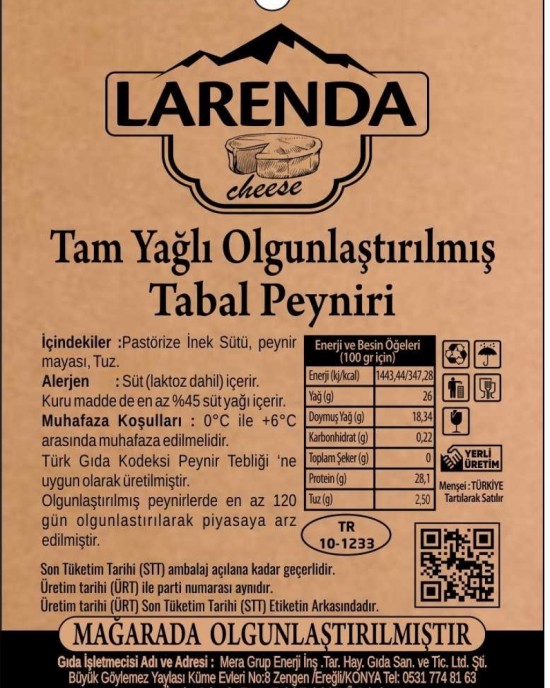 LARENDA
cheese
Tam Yağlı Olgunlaştırılmış
Tabal Peyniri
İçindekiler :Pastörize İnek Sütü, peynir
mayası, Tuz.
Alerjen : Süt (laktoz dahil) içerir.
Kuru madde de en az %45 süt yağı içerir.
Muhafaza Koşulları : 0°C ile +6°C
arasında muhafaza edilmelidir.
Türk Gıda Kodeksi Peynir Tebliği 'ne
uygun olarak üretilmiştir.
Olgunlaştırılmış peynirlerde en az 120
gün olgunlastırılarak piyasaya arz
edilmiştir.
Enerji ve Besin Öğeleri
(100 gr için)
Enerji (kj/kcal) 1443,44/347,28
Yağ (g) 26
Doymuş Yağ (g) 18,34
Karbonhidrat (g) 0,22
Toplam Şeker (g) 0
Protein (g) 28,1
Tuz (g) 2,50
YERLİ
ÜRETİM
Menşei : TÜRKİYE
Tartılarak Satılır
TR
10-1233
Son Tüketim Tarihi (STT) ambalaj açılana kadar geçerlidir.
Üretim tarihi (ÜRT) ile parti numarası aynıdır.
Üretim tarihi (ÜRT) Son Tüketim Tarihi (STT) Etiketin Arkasındadır.
MAĞARADA OLGUNLAŞTIRILMIŞTIR
Gıda İşletmecisi Adı ve Adresi : Mera Grup Enerji İnş .Tar. Hay. Gıda San. ve Tic. Ltd. Şti.
Büyük Göylemez Yaylası Küme Evleri No:8 Zengen /Ereğli/KONYA Tel: 0531 774 81 63